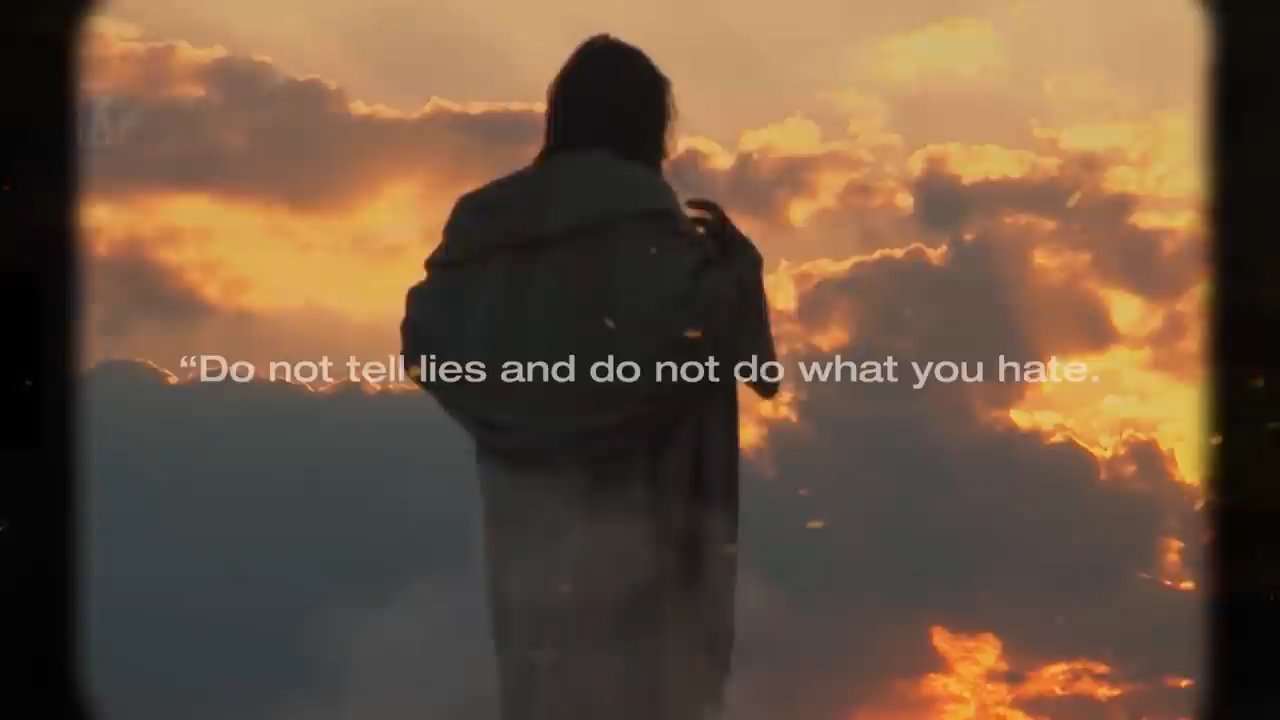 “Do not tell lies and do not do what you hate.